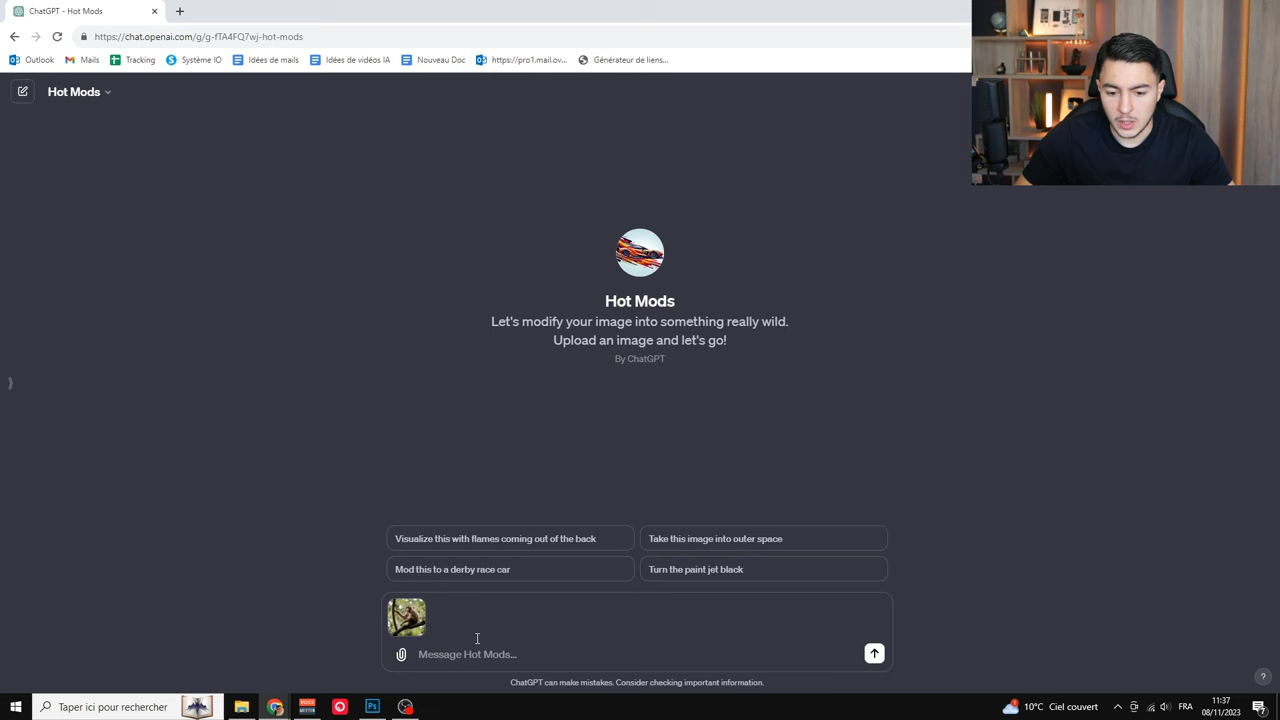 ChatGPT - Hot Mods
https://chat.openai.com/g/g-fTA4FQ7wj-hot-mods
Outlook
Mails
Tracking
Système IO
Idées de mails
Idées de vidéos IA
Nouveau Doc
https://pro1.mail.ov...
Générateur de liens...
Hot Mods
Hot Mods
Let's modify your image into something really wild.
Upload an image and let's go!
By ChatGPT
Visualize this with flames coming out of the back
Take this image into outer space
Mod this to a derby race car
Turn the paint jet black
Message Hot Mods...
ChatGPT can make mistakes. Consider checking important information.
?
Taper ici pour rechercher
Ps
10°C Ciel couvert
FRA
11:37
08/11/2023